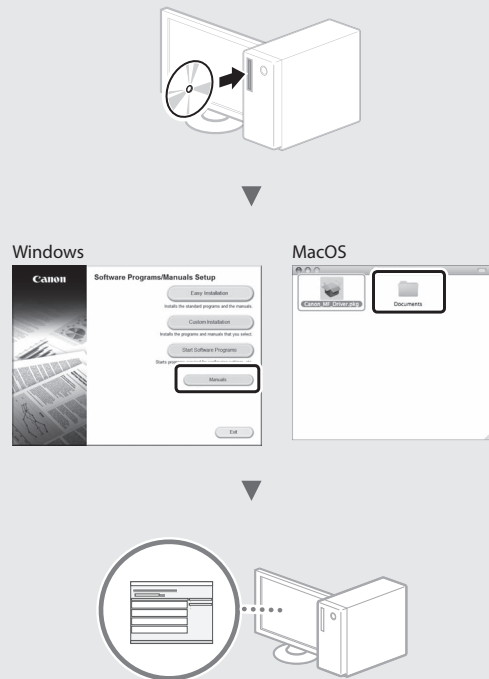 Windows
MacOS
Canon
Software Programs/Manuals Setup
Easy Installation
Installs the standard programs and the manuals.
Custom Installation
Installs the programs and manuals that you select.
Start Software Programs
Manuals
Exit
Canon_MF_Driver.pkg
Documents